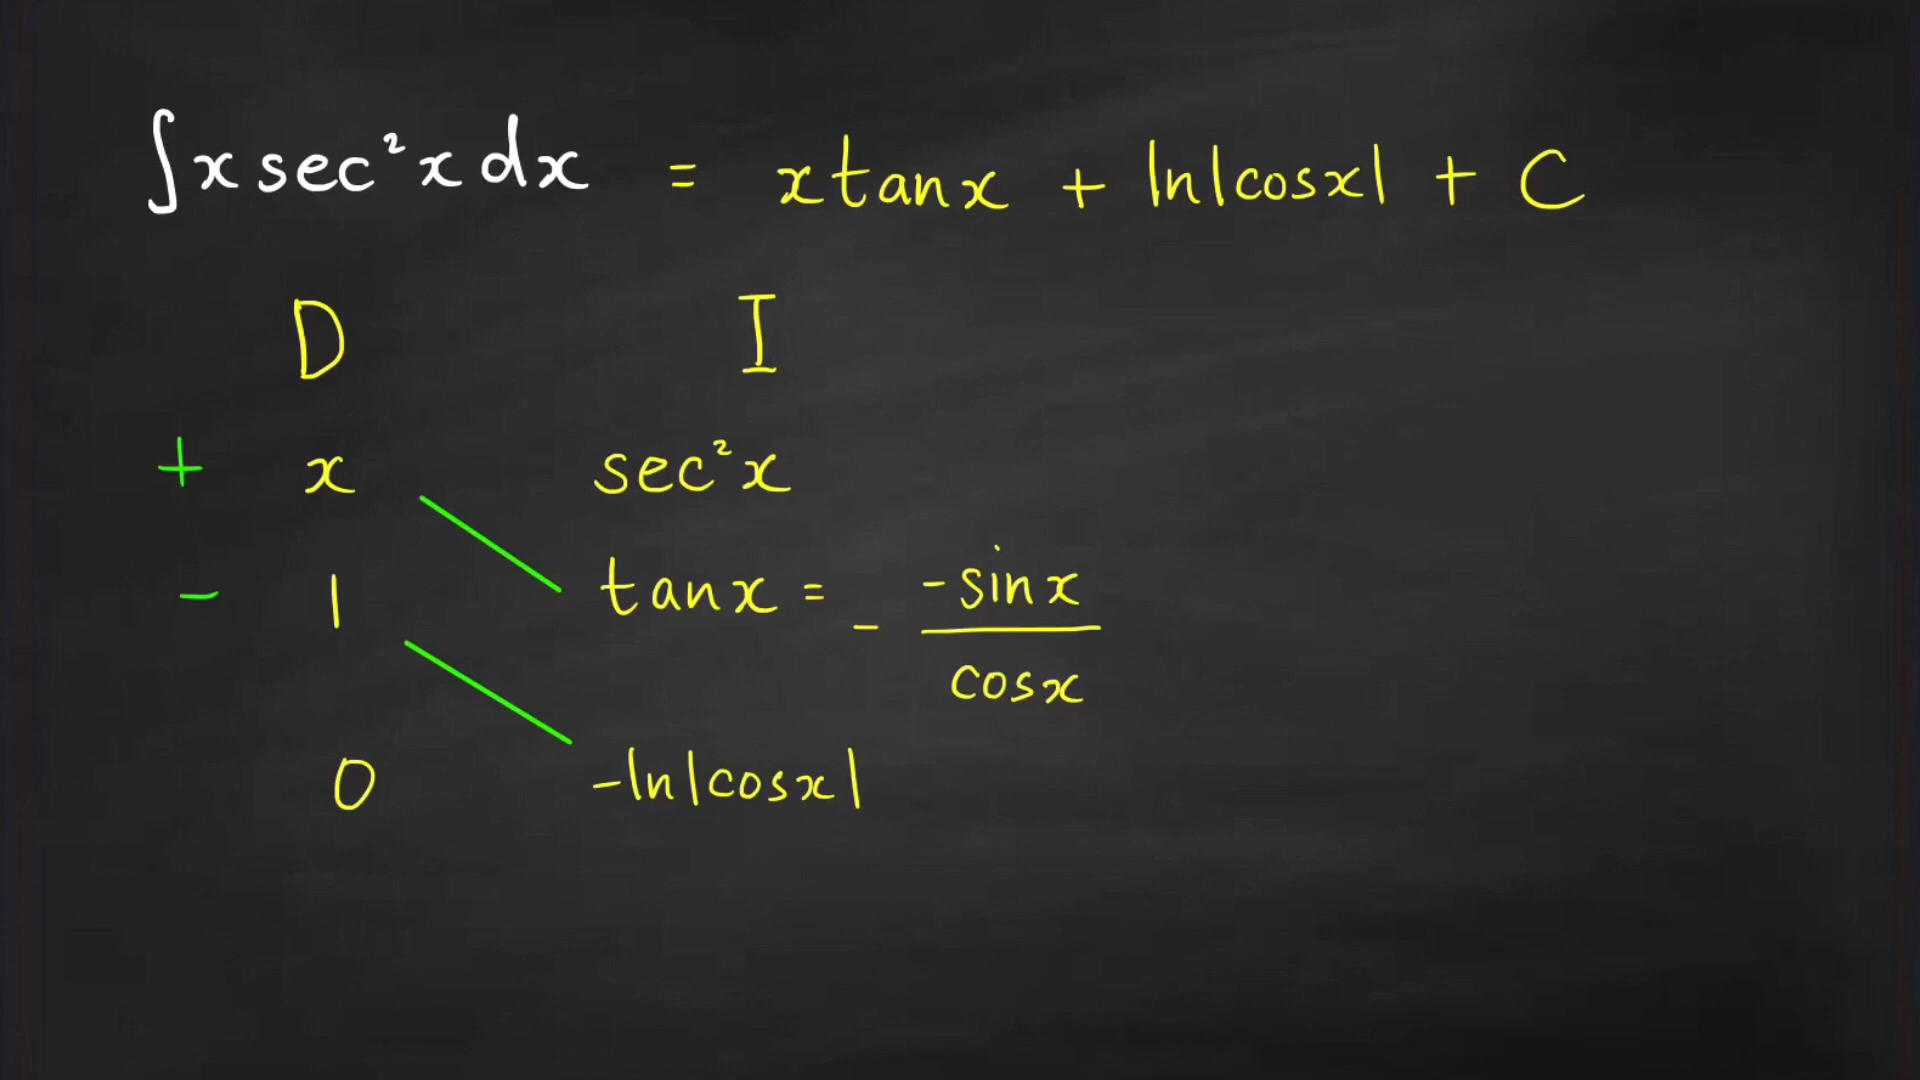 ∫x sec²x dx = x tan x + ln|cos x| + C
D I
+ x sec²x
- 1 tan x = - -sin x / cos x
0 -ln|cos x|